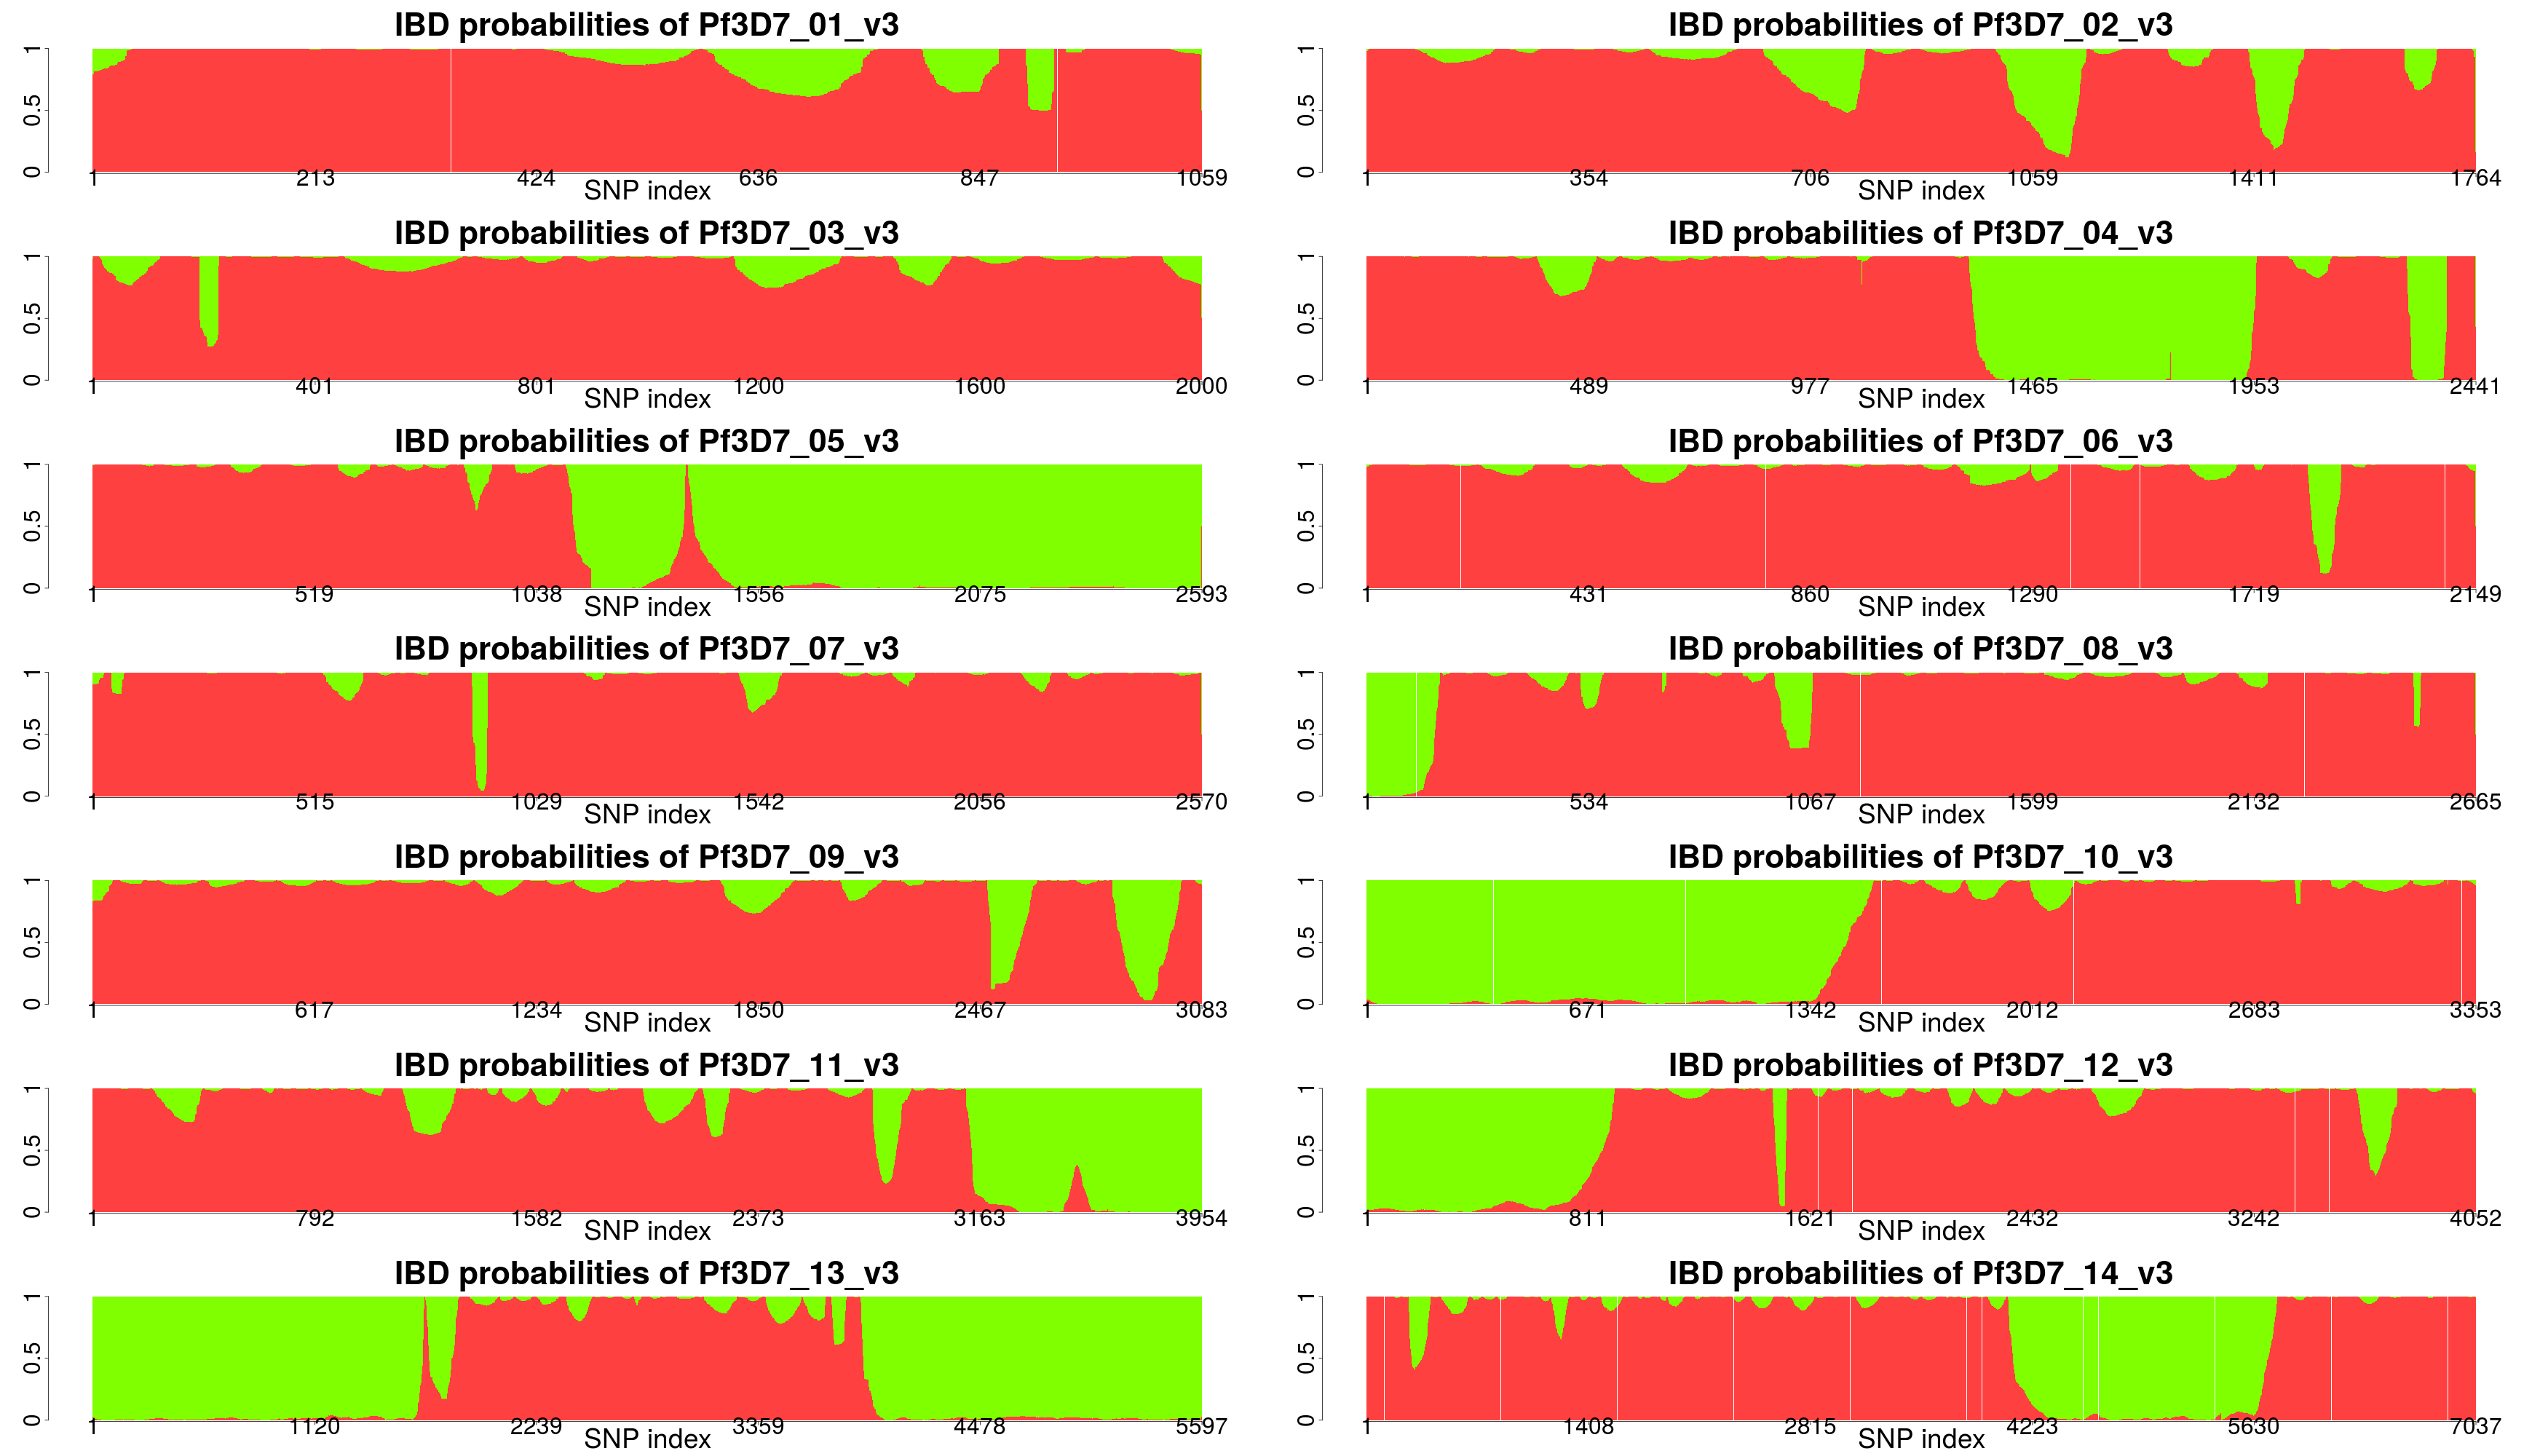 IBD probabilities of Pf3D7_01_v3
0 0.5 1
1 213 424 636 847 1059
SNP index
IBD probabilities of Pf3D7_02_v3
0 0.5 1
1 354 706 1059 1411 1764
SNP index
IBD probabilities of Pf3D7_03_v3
0 0.5 1
1 401 801 1200 1600 2000
SNP index
IBD probabilities of Pf3D7_04_v3
0 0.5 1
1 489 977 1465 1953 2441
SNP index
IBD probabilities of Pf3D7_05_v3
0 0.5 1
1 519 1038 1556 2075 2593
SNP index
IBD probabilities of Pf3D7_06_v3
0 0.5 1
1 431 860 1290 1719 2149
SNP index
IBD probabilities of Pf3D7_07_v3
0 0.5 1
1 515 1029 1542 2056 2570
SNP index
IBD probabilities of Pf3D7_08_v3
0 0.5 1
1 534 1067 1599 2132 2665
SNP index
IBD probabilities of Pf3D7_09_v3
0 0.5 1
1 617 1234 1850 2467 3083
SNP index
IBD probabilities of Pf3D7_10_v3
0 0.5 1
1 671 1342 2012 2683 3353
SNP index
IBD probabilities of Pf3D7_11_v3
0 0.5 1
1 792 1582 2373 3163 3954
SNP index
IBD probabilities of Pf3D7_12_v3
0 0.5 1
1 811 1621 2432 3242 4052
SNP index
IBD probabilities of Pf3D7_13_v3
0 0.5 1
1 1120 2239 3359 4478 5597
SNP index
IBD probabilities of Pf3D7_14_v3
0 0.5 1
1 1408 2815 4223 5630 7037
SNP index